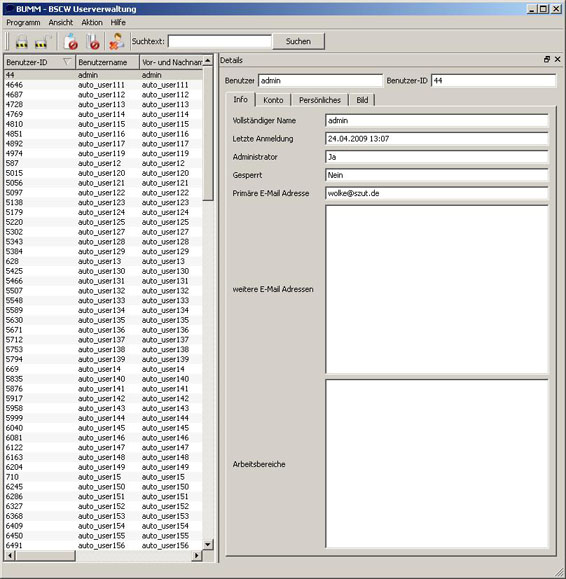 BUMM - BSCW Userverwaltung
Programm Ansicht Aktion Hilfe
Suchtext: Suchen
Benutzer-ID Benutzername Vor- und Nachnam
44 admin admin
4646 auto_user111 auto_user111
4687 auto_user112 auto_user112
4728 auto_user113 auto_user113
4769 auto_user114 auto_user114
4810 auto_user115 auto_user115
4851 auto_user116 auto_user116
4892 auto_user117 auto_user117
4974 auto_user119 auto_user119
587 auto_user12 auto_user12
5015 auto_user120 auto_user120
5056 auto_user121 auto_user121
5097 auto_user122 auto_user122
5138 auto_user123 auto_user123
5179 auto_user124 auto_user124
5220 auto_user125 auto_user125
5302 auto_user127 auto_user127
5343 auto_user128 auto_user128
5384 auto_user129 auto_user129
628 auto_user13 auto_user13
5425 auto_user130 auto_user130
5466 auto_user131 auto_user131
5507 auto_user132 auto_user132
5548 auto_user133 auto_user133
5589 auto_user134 auto_user134
5630 auto_user135 auto_user135
5671 auto_user136 auto_user136
5712 auto_user137 auto_user137
5753 auto_user138 auto_user138
5794 auto_user139 auto_user139
669 auto_user14 auto_user14
5835 auto_user140 auto_user140
5876 auto_user141 auto_user141
5917 auto_user142 auto_user142
5958 auto_user143 auto_user143
5999 auto_user144 auto_user144
6040 auto_user145 auto_user145
6081 auto_user146 auto_user146
6122 auto_user147 auto_user147
6163 auto_user148 auto_user148
6204 auto_user149 auto_user149
710 auto_user15 auto_user15
6245 auto_user150 auto_user150
6286 auto_user151 auto_user151
6327 auto_user152 auto_user152
6368 auto_user153 auto_user153
6409 auto_user154 auto_user154
6450 auto_user155 auto_user155
6491 auto_user156 auto_user156
Details
Benutzer admin Benutzer-ID 44
Info Konto Persönliches Bild
Vollständiger Name admin
Letzte Anmeldung 24.04.2009 13:07
Administrator Ja
Gesperrt Nein
Primäre E-Mail Adresse wolke@szut.de
weitere E-Mail Adressen
Arbeitsbereiche